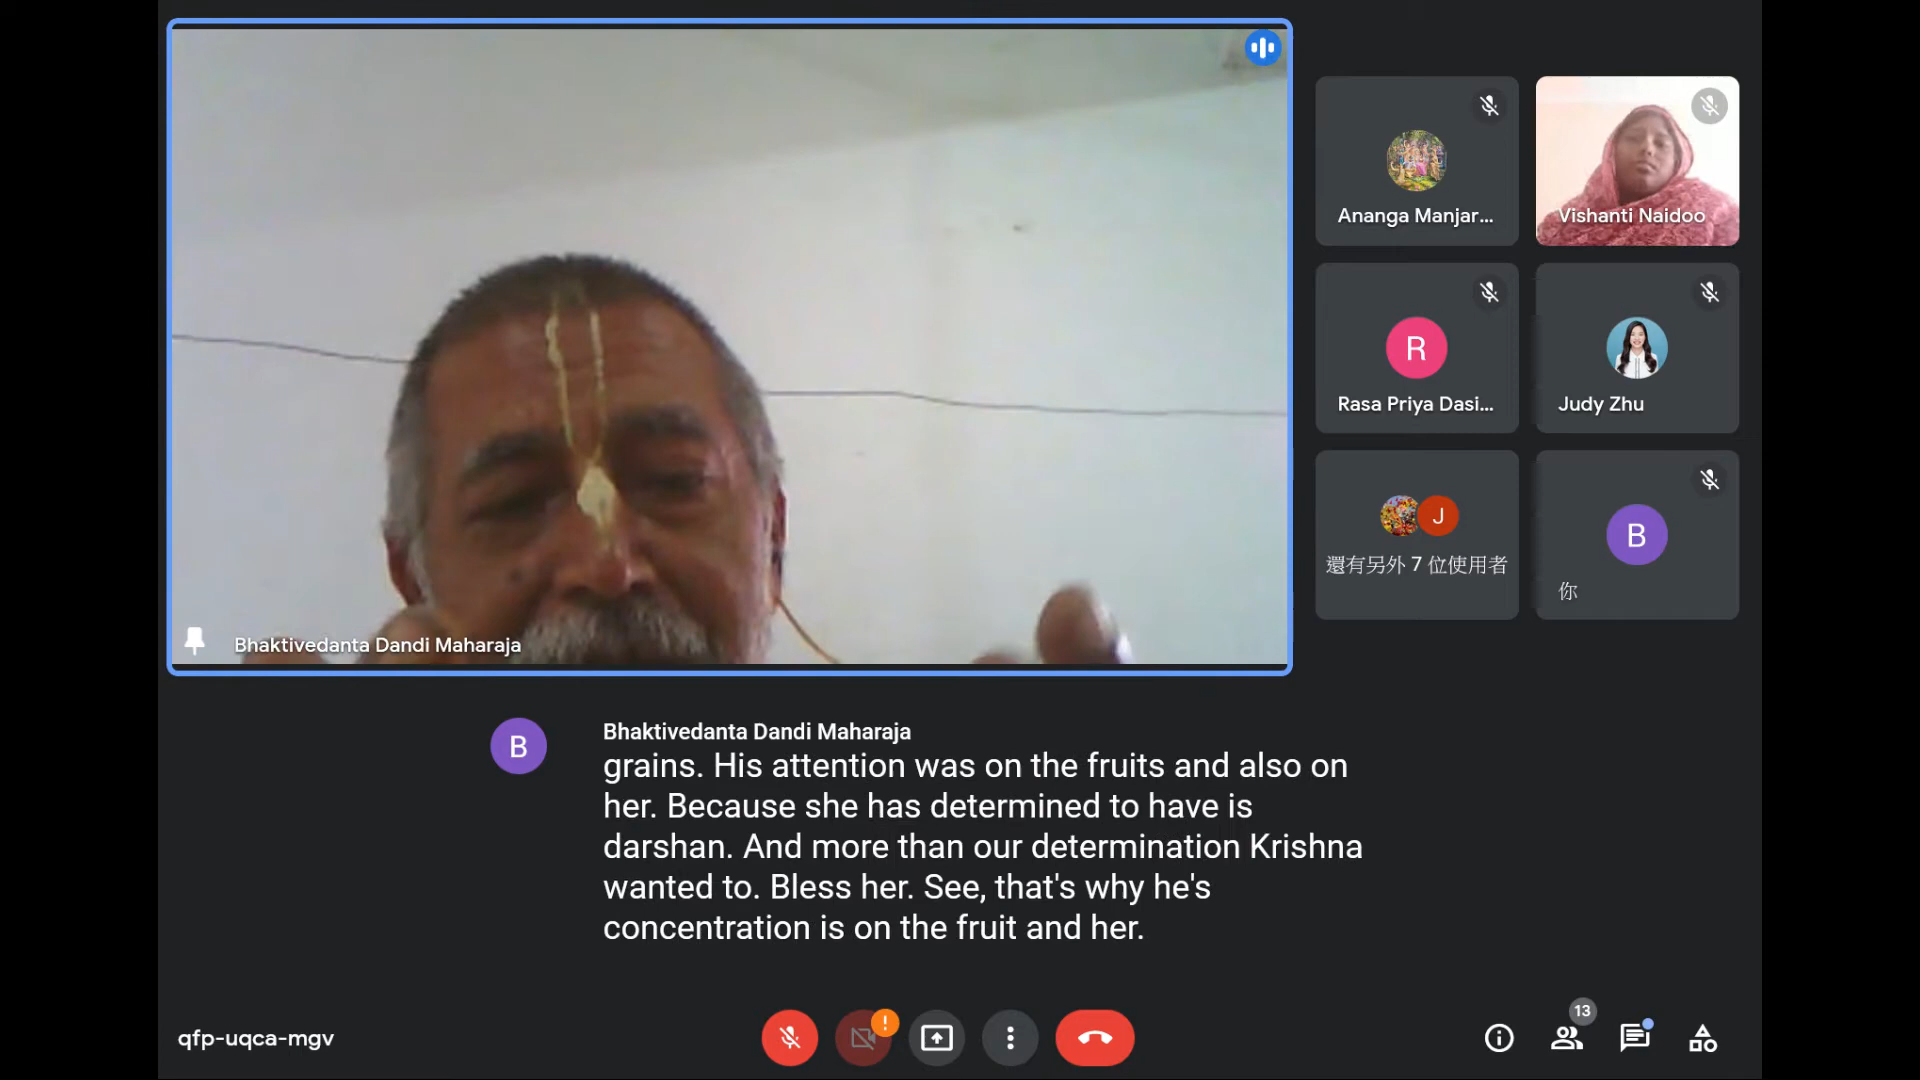 Bhaktivedanta Dandi Maharaja
Ananga Manjar...
Vishanti Naidoo
R
Rasa Priya Dasi...
Judy Zhu
J
還有另外 7 位使用者
B
你
B
Bhaktivedanta Dandi Maharaja
grains. His attention was on the fruits and also on
her. Because she has determined to have is
darshan. And more than our determination Krishna
wanted to. Bless her. See, that's why he's
concentration is on the fruit and her.
qfp-uqca-mgv
!
13